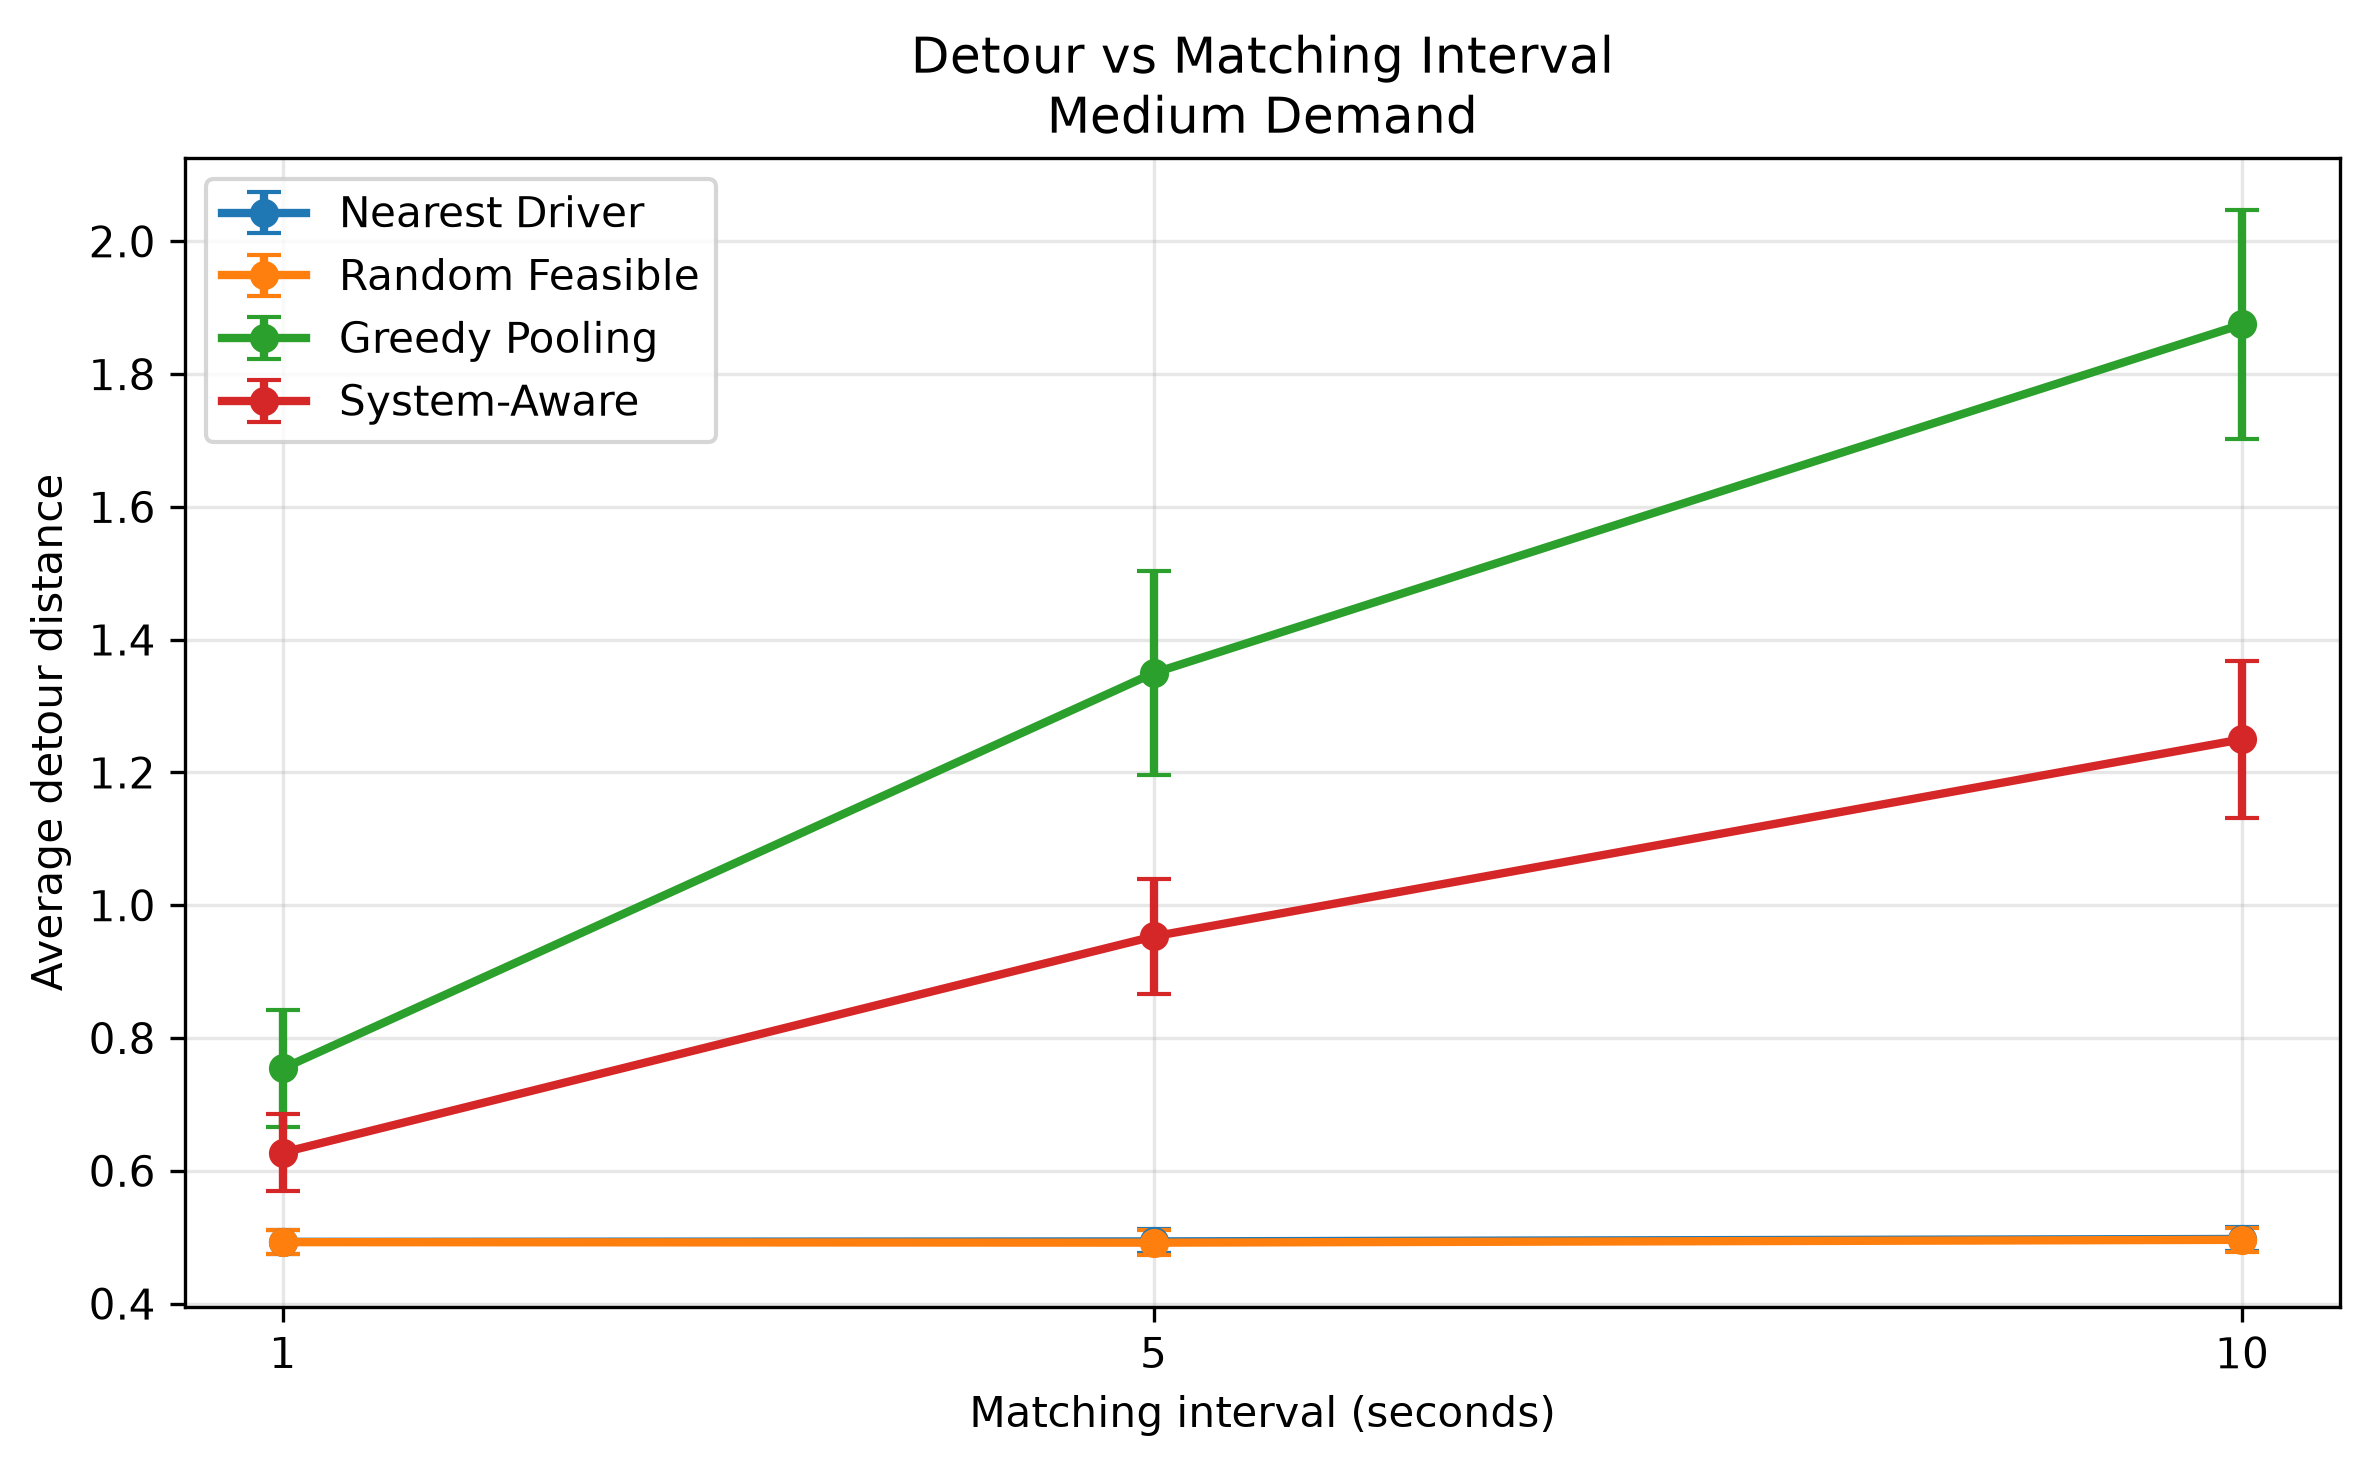 Detour vs Matching Interval
Medium Demand
Nearest Driver
Random Feasible
Greedy Pooling
System-Aware
Average detour distance
2.0
1.8
1.6
1.4
1.2
1.0
0.8
0.6
0.4
1 5 10
Matching interval (seconds)